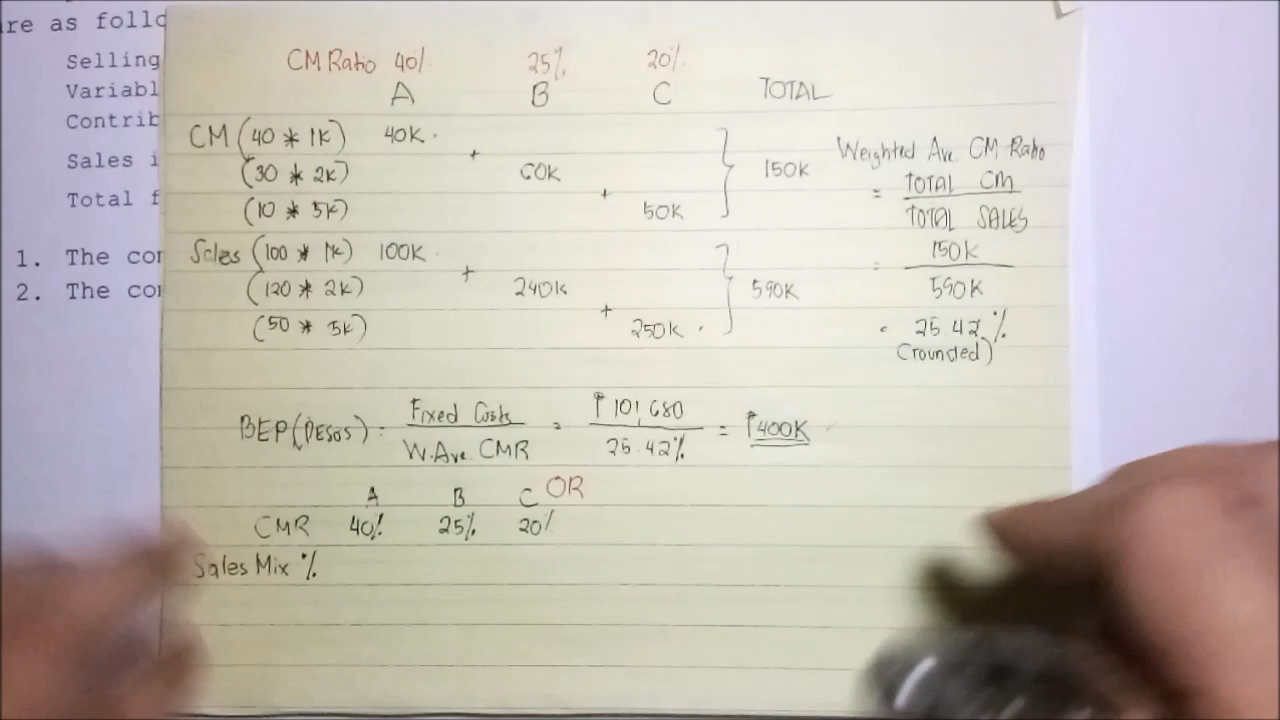 re as follo
Selling
Variabl
Contrib
Sales i
Total f
1. The con
2. The con
CM Ratio 40% 25% 20%
A B C TOTAL
CM (40 * 1K) 40K
(30 * 2K) + 60K } 150K
(10 * 5K) + 50K
Sales (100 * 1K) 100K
(120 * 2K) + 240K } 590K
(50 * 5K) + 250K
Weighted Ave CM Ratio
= TOTAL CM
TOTAL SALES
= 150K
590K
= 25.42%
(rounded)
BEP (PESOS) = Fixed Costs = ₱101,680 = ₱400K
W.Ave. CMR 25.42%
A B C OR
CMR 40% 25% 20%
Sales Mix %